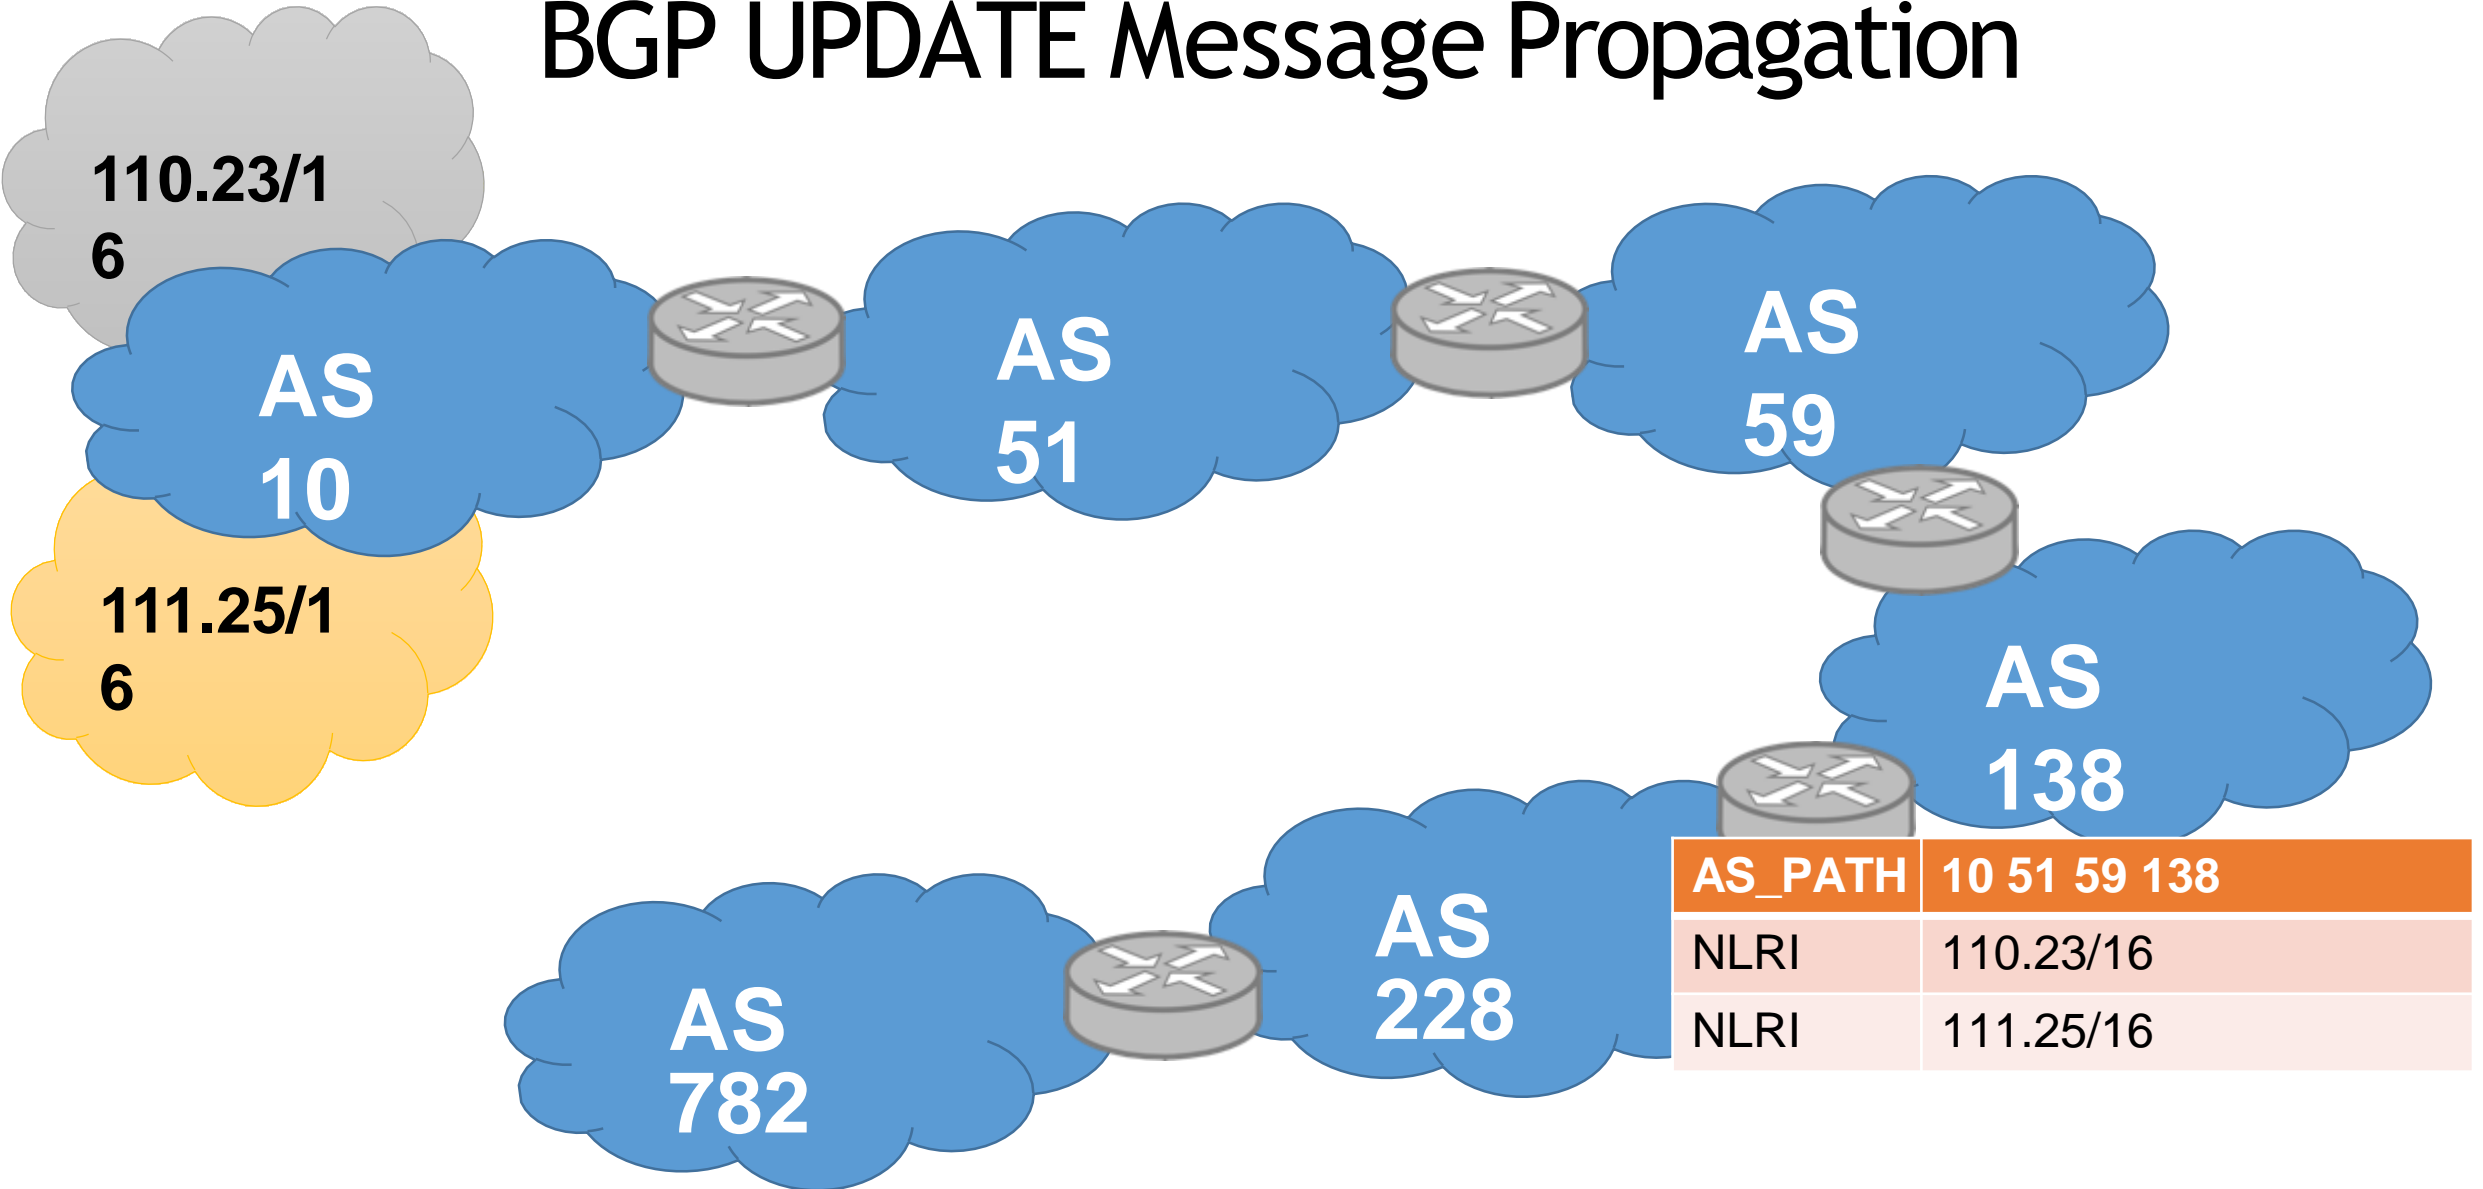 BGP UPDATE Message Propagation
110.23/1
6
AS
10
111.25/1
6
AS
51
AS
59
AS
138
AS
228
AS
782
AS_PATH 10 51 59 138
NLRI 110.23/16
NLRI 111.25/16